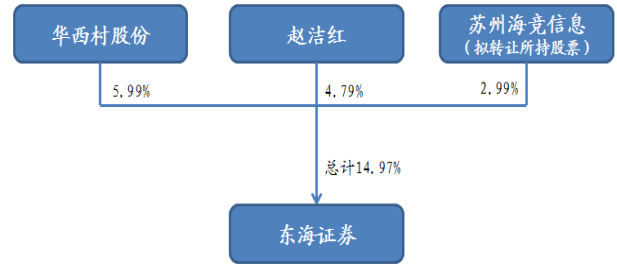 华西村股份
赵洁红
苏州海竞信息
（拟转让所持股票）
5.99%
4.79%
2.99%
总计14.97%
东海证券